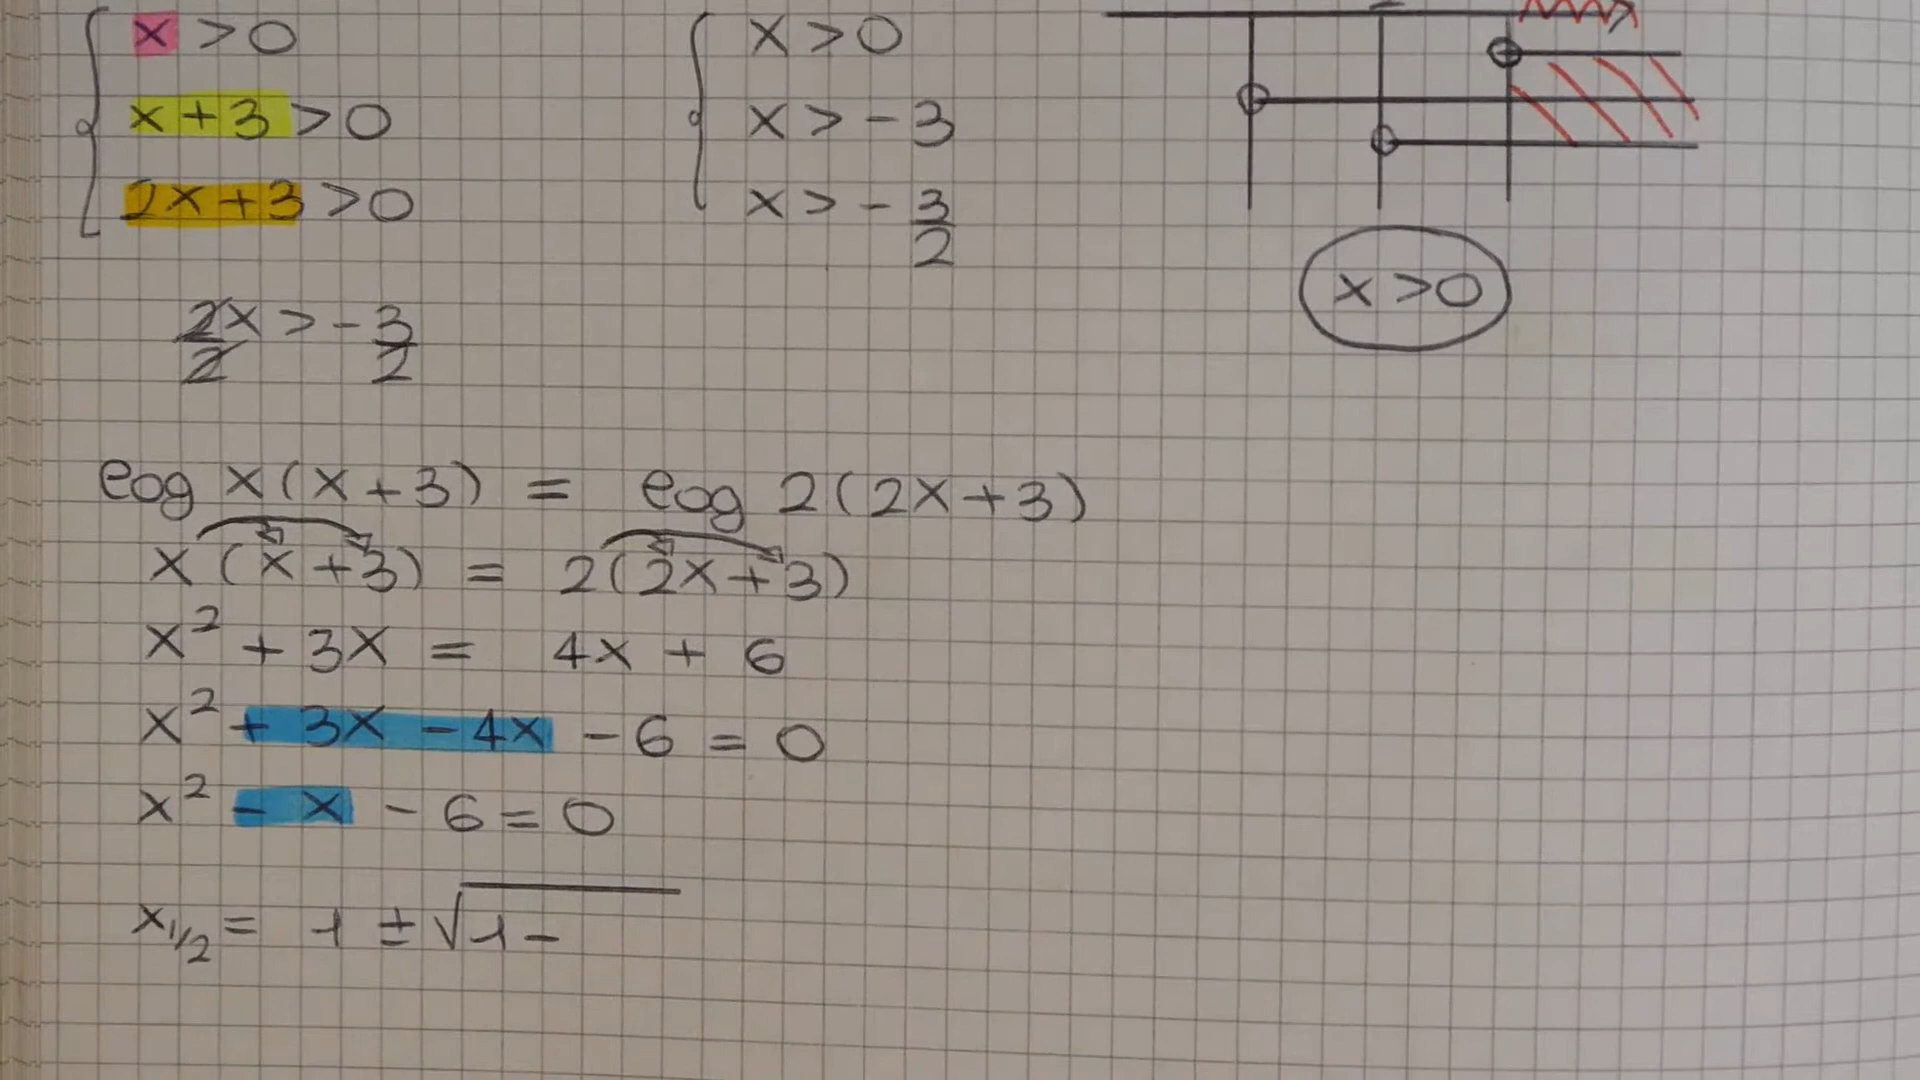 x > 0
x + 3 > 0
2x + 3 > 0
x > 0
x > - 3
x > - 3/2
x > 0
2x/2 > - 3/2
log x(x + 3) = log 2(2x + 3)
x(x + 3) = 2(2x + 3)
x² + 3x = 4x + 6
x² + 3x - 4x - 6 = 0
x² - x - 6 = 0
x₁/₂ = 1 ± √1 -